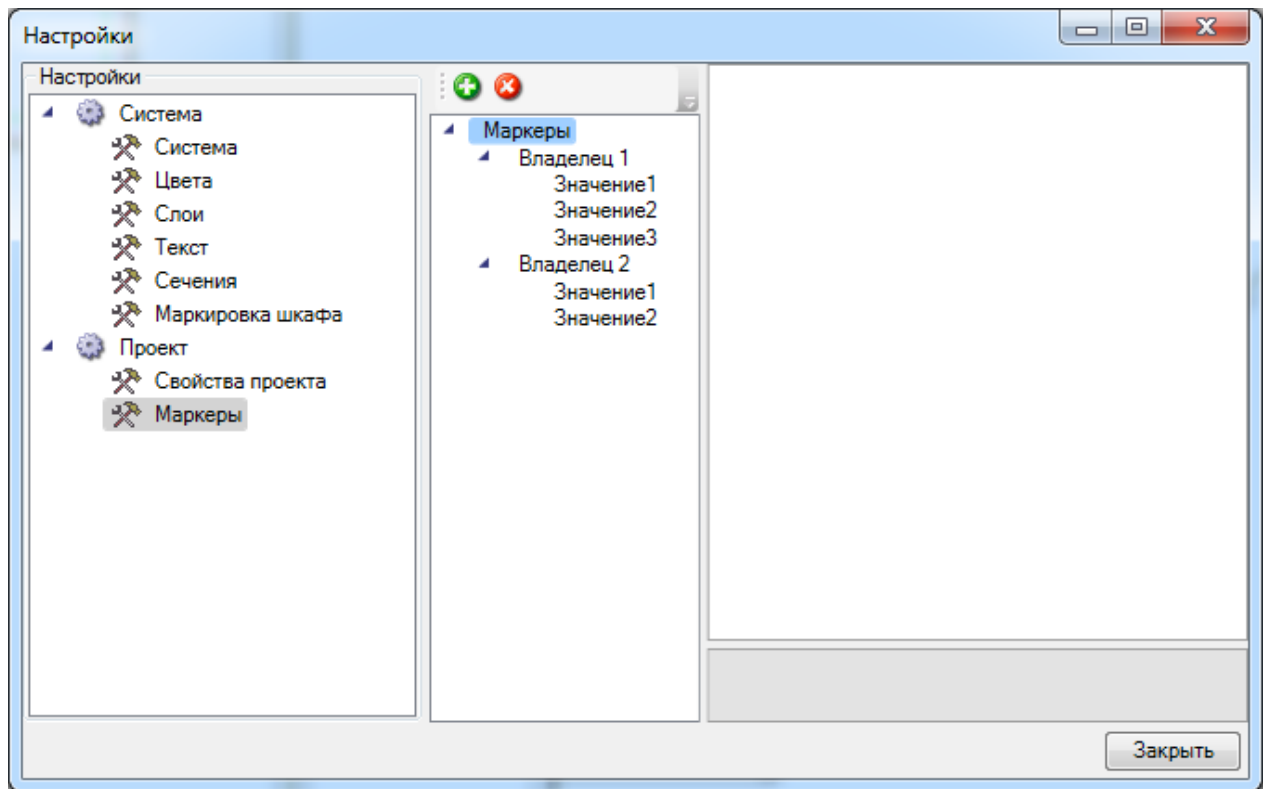 Настройки
Настройки
Система
Система
Цвета
Слои
Текст
Сечения
Маркировка шкафа
Проект
Свойства проекта
Маркеры
Маркеры
Владелец 1
Значение1
Значение2
Значение3
Владелец 2
Значение1
Значение2
Закрыть